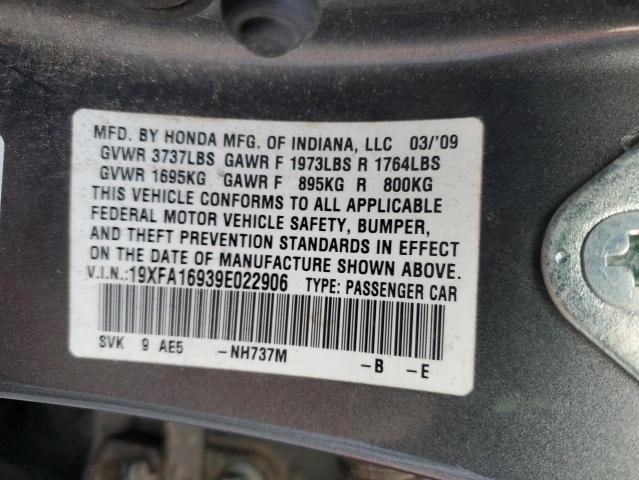 MFD. BY HONDA MFG. OF INDIANA, LLC 03/'09
GVWR 3737LBS GAWR F 1973LBS R 1764LBS
GVWR 1695KG GAWR F 895KG R 800KG
THIS VEHICLE CONFORMS TO ALL APPLICABLE
FEDERAL MOTOR VEHICLE SAFETY, BUMPER,
AND THEFT PREVENTION STANDARDS IN EFFECT
ON THE DATE OF MANUFACTURE SHOWN ABOVE.
V.I.N.:19XFA16939E022906 TYPE: PASSENGER CAR
SVK 9 AE5 -NH737M -B -E